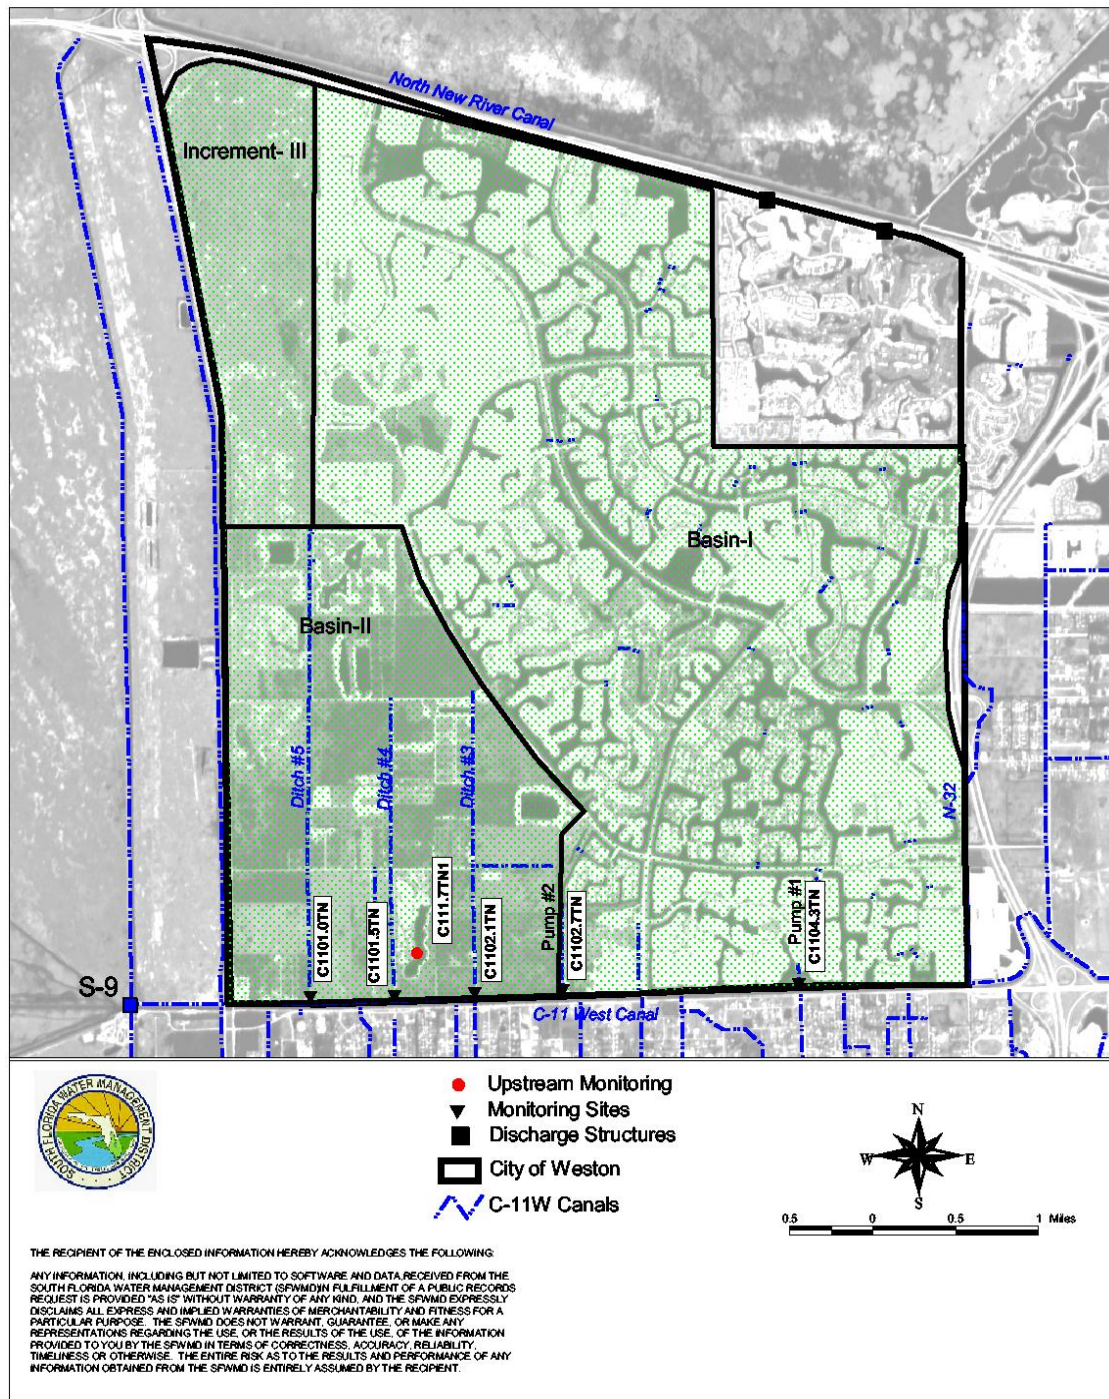 North New River Canal
Increment- III
Basin-I
Basin-II
Ditch #5
Ditch #4
Ditch #3
N-32
C1101.0TN
C1101.5TN
C111.7TN1
C1102.1TN
Pump #2
C1102.7TN
Pump #1
C1104.3TN
S-9
C-11 West Canal
SOUTH FLORIDA WATER MANAGEMENT DISTRICT
Upstream Monitoring
Monitoring Sites
Discharge Structures
City of Weston
C-11W Canals
N
W E
S
0.5 0 0.5 1 Miles
THE RECIPIENT OF THE ENCLOSED INFORMATION HEREBY ACKNOWLEDGES THE FOLLOWING:
ANY INFORMATION, INCLUDING BUT NOT LIMITED TO SOFTWARE AND DATA,RECEIVED FROM THE
SOUTH FLORIDA WATER MANAGEMENT DISTRICT (SFWMD)IN FULFILLMENT OF A PUBLIC RECORDS
REQUEST IS PROVIDED "AS IS" WITHOUT WARRANTY OF ANY KIND, AND THE SFWMD EXPRESSLY
DISCLAIMS ALL EXPRESS AND IMPLIED WARRANTIES OF MERCHANTABILITY AND FITNESS FOR A
PARTICULAR PURPOSE. THE SFWMD DOES NOT WARRANT, GUARANTEE, OR MAKE ANY
REPRESENTATIONS REGARDING THE USE, OR THE RESULTS OF THE USE, OF THE INFORMATION
PROVIDED TO YOU BY THE SFWMD IN TERMS OF CORRECTNESS, ACCURACY, RELIABILITY,
TIMELINESS OR OTHERWISE. THE ENTIRE RISK AS TO THE RESULTS AND PERFORMANCE OF ANY
INFORMATION OBTAINED FROM THE SFWMD IS ENTIRELY ASSUMED BY THE RECIPIENT.